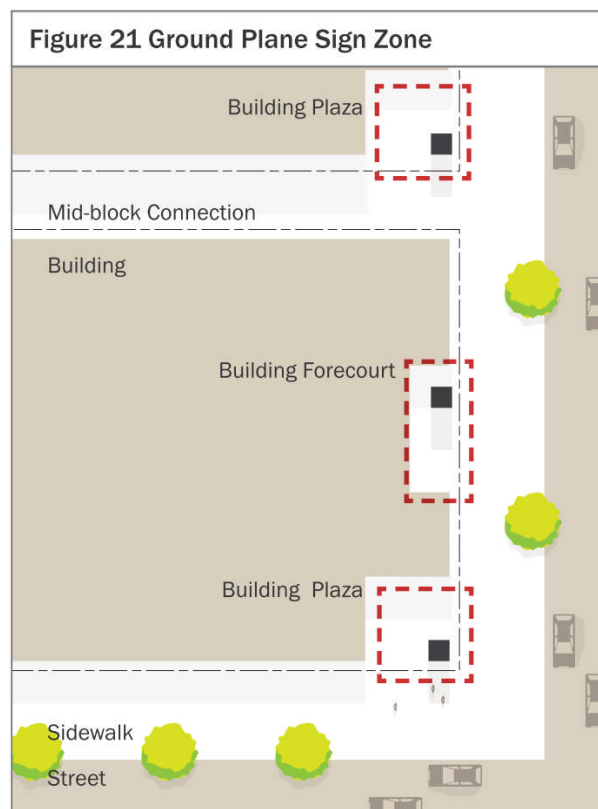 Figure 21 Ground Plane Sign Zone
Building Plaza
Mid-block Connection
Building
Building Forecourt
Building Plaza
Sidewalk
Street